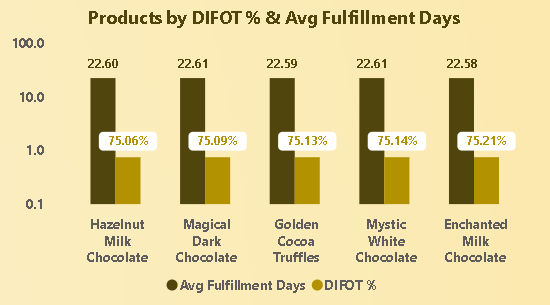 Products by DIFOT % & Avg Fulfillment Days
100.0
10.0
1.0
0.1
22.60
22.61
22.59
22.61
22.58
75.06%
75.09%
75.13%
75.14%
75.21%
Hazelnut
Milk
Chocolate
Magical
Dark
Chocolate
Golden
Cocoa
Truffles
Mystic
White
Chocolate
Enchanted
Milk
Chocolate
Avg Fulfillment Days
DIFOT %